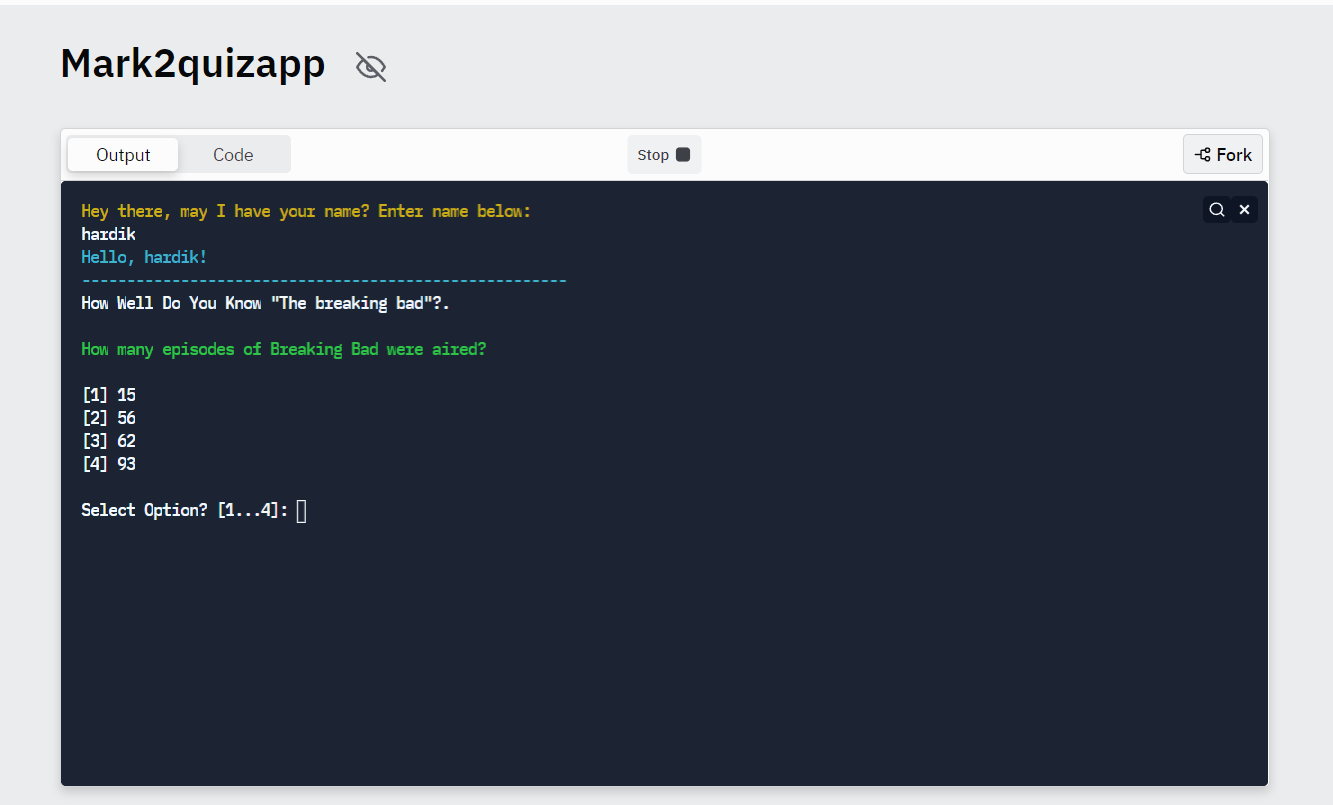 Mark2quizapp
Output Code Stop Fork
Hey there, may I have your name? Enter name below:
hardik
Hello, hardik!
------------------------------------------------------
How Well Do You Know "The breaking bad"?.
How many episodes of Breaking Bad were aired?
[1] 15
[2] 56
[3] 62
[4] 93
Select Option? [1...4]: